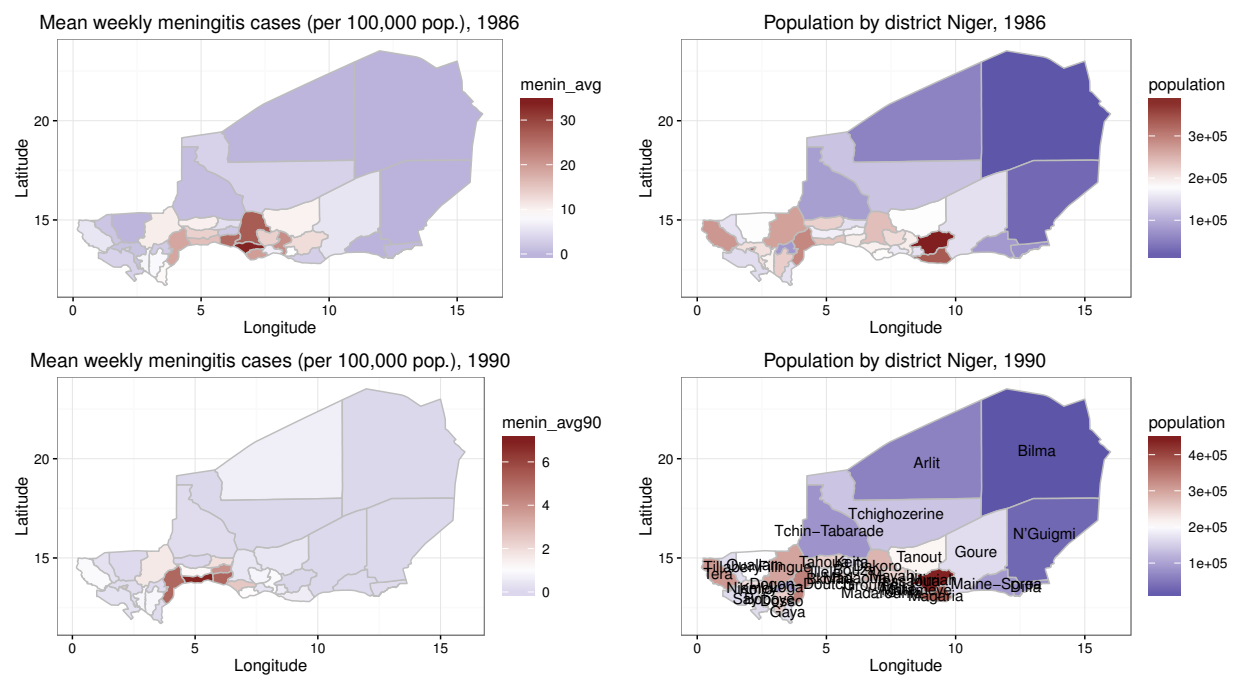 Mean weekly meningitis cases (per 100,000 pop.), 1986
Population by district Niger, 1986
menin_avg
30
20
10
0
population
3e+05
2e+05
1e+05
20
15
Latitude
0
5
10
15
Longitude
20
15
Latitude
0
5
10
15
Longitude
Mean weekly meningitis cases (per 100,000 pop.), 1990
Population by district Niger, 1990
menin_avg90
6
4
2
0
population
4e+05
3e+05
2e+05
1e+05
20
15
Latitude
0
5
10
15
Longitude
20
15
Latitude
0
5
10
15
Longitude
Bilma
Arlit
Tchighozerine
Tchin−Tabarade
N'Guigmi
Goure
Tanout
Maine−Soroa
Diffa
Tera
Dosso
Gaya
Magaria